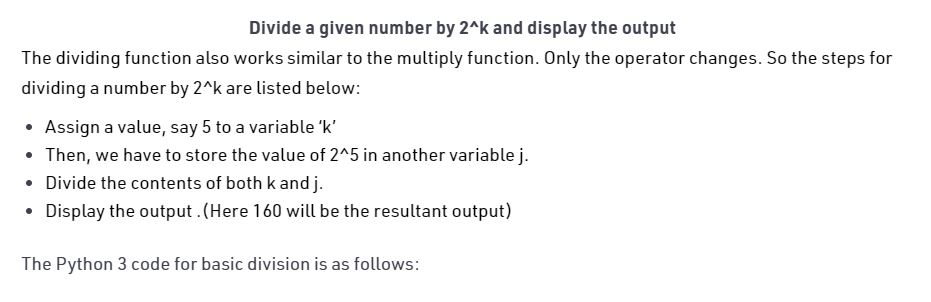 Divide a given number by 2^k and display the output
The dividing function also works similar to the multiply function. Only the operator changes. So the steps for
dividing a number by 2^k are listed below:
• Assign a value, say 5 to a variable ‘k’
• Then, we have to store the value of 2^5 in another variable j.
• Divide the contents of both k and j.
• Display the output .(Here 160 will be the resultant output)
The Python 3 code for basic division is as follows: